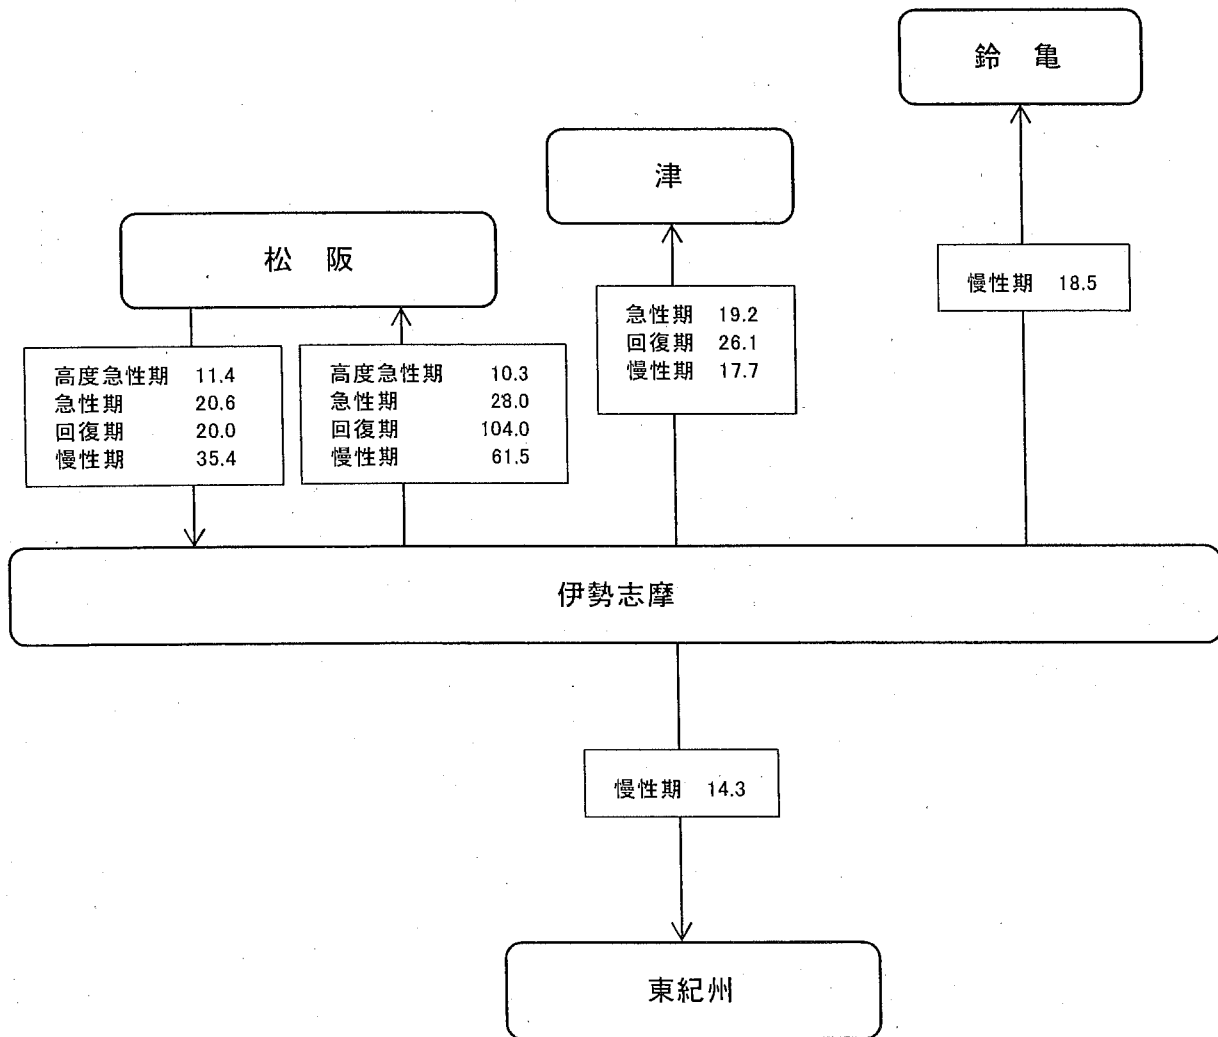 鈴 亀
津
松 阪
慢性期 18.5
急性期 19.2
回復期 26.1
慢性期 17.7
高度急性期 11.4
急性期 20.6
回復期 20.0
慢性期 35.4
高度急性期 10.3
急性期 28.0
回復期 104.0
慢性期 61.5
伊勢志摩
慢性期 14.3
東紀州